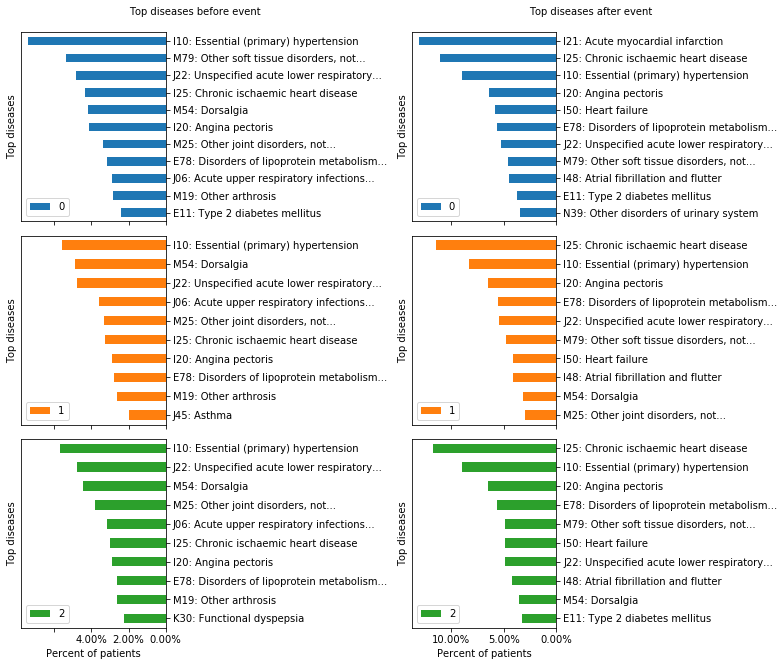 Top diseases before event
Top diseases
I10: Essential (primary) hypertension
M79: Other soft tissue disorders, not...
J22: Unspecified acute lower respiratory...
I25: Chronic ischaemic heart disease
M54: Dorsalgia
I20: Angina pectoris
M25: Other joint disorders, not...
E78: Disorders of lipoprotein metabolism...
J06: Acute upper respiratory infections...
M19: Other arthrosis
E11: Type 2 diabetes mellitus
0
Top diseases
I10: Essential (primary) hypertension
M54: Dorsalgia
J22: Unspecified acute lower respiratory...
J06: Acute upper respiratory infections...
M25: Other joint disorders, not...
I25: Chronic ischaemic heart disease
I20: Angina pectoris
E78: Disorders of lipoprotein metabolism...
M19: Other arthrosis
J45: Asthma
1
Top diseases
I10: Essential (primary) hypertension
J22: Unspecified acute lower respiratory...
M54: Dorsalgia
M25: Other joint disorders, not...
J06: Acute upper respiratory infections...
I25: Chronic ischaemic heart disease
I20: Angina pectoris
E78: Disorders of lipoprotein metabolism...
M19: Other arthrosis
K30: Functional dyspepsia
2
4.00% 2.00% 0.00%
Percent of patients
Top diseases after event
Top diseases
I21: Acute myocardial infarction
I25: Chronic ischaemic heart disease
I10: Essential (primary) hypertension
I20: Angina pectoris
I50: Heart failure
E78: Disorders of lipoprotein metabolism...
J22: Unspecified acute lower respiratory...
M79: Other soft tissue disorders, not...
I48: Atrial fibrillation and flutter
E11: Type 2 diabetes mellitus
N39: Other disorders of urinary system
0
Top diseases
I25: Chronic ischaemic heart disease
I10: Essential (primary) hypertension
I20: Angina pectoris
E78: Disorders of lipoprotein metabolism...
J22: Unspecified acute lower respiratory...
M79: Other soft tissue disorders, not...
I50: Heart failure
I48: Atrial fibrillation and flutter
M54: Dorsalgia
M25: Other joint disorders, not...
1
Top diseases
I25: Chronic ischaemic heart disease
I10: Essential (primary) hypertension
I20: Angina pectoris
E78: Disorders of lipoprotein metabolism...
M79: Other soft tissue disorders, not...
I50: Heart failure
J22: Unspecified acute lower respiratory...
I48: Atrial fibrillation and flutter
M54: Dorsalgia
E11: Type 2 diabetes mellitus
2
10.00% 5.00% 0.00%
Percent of patients